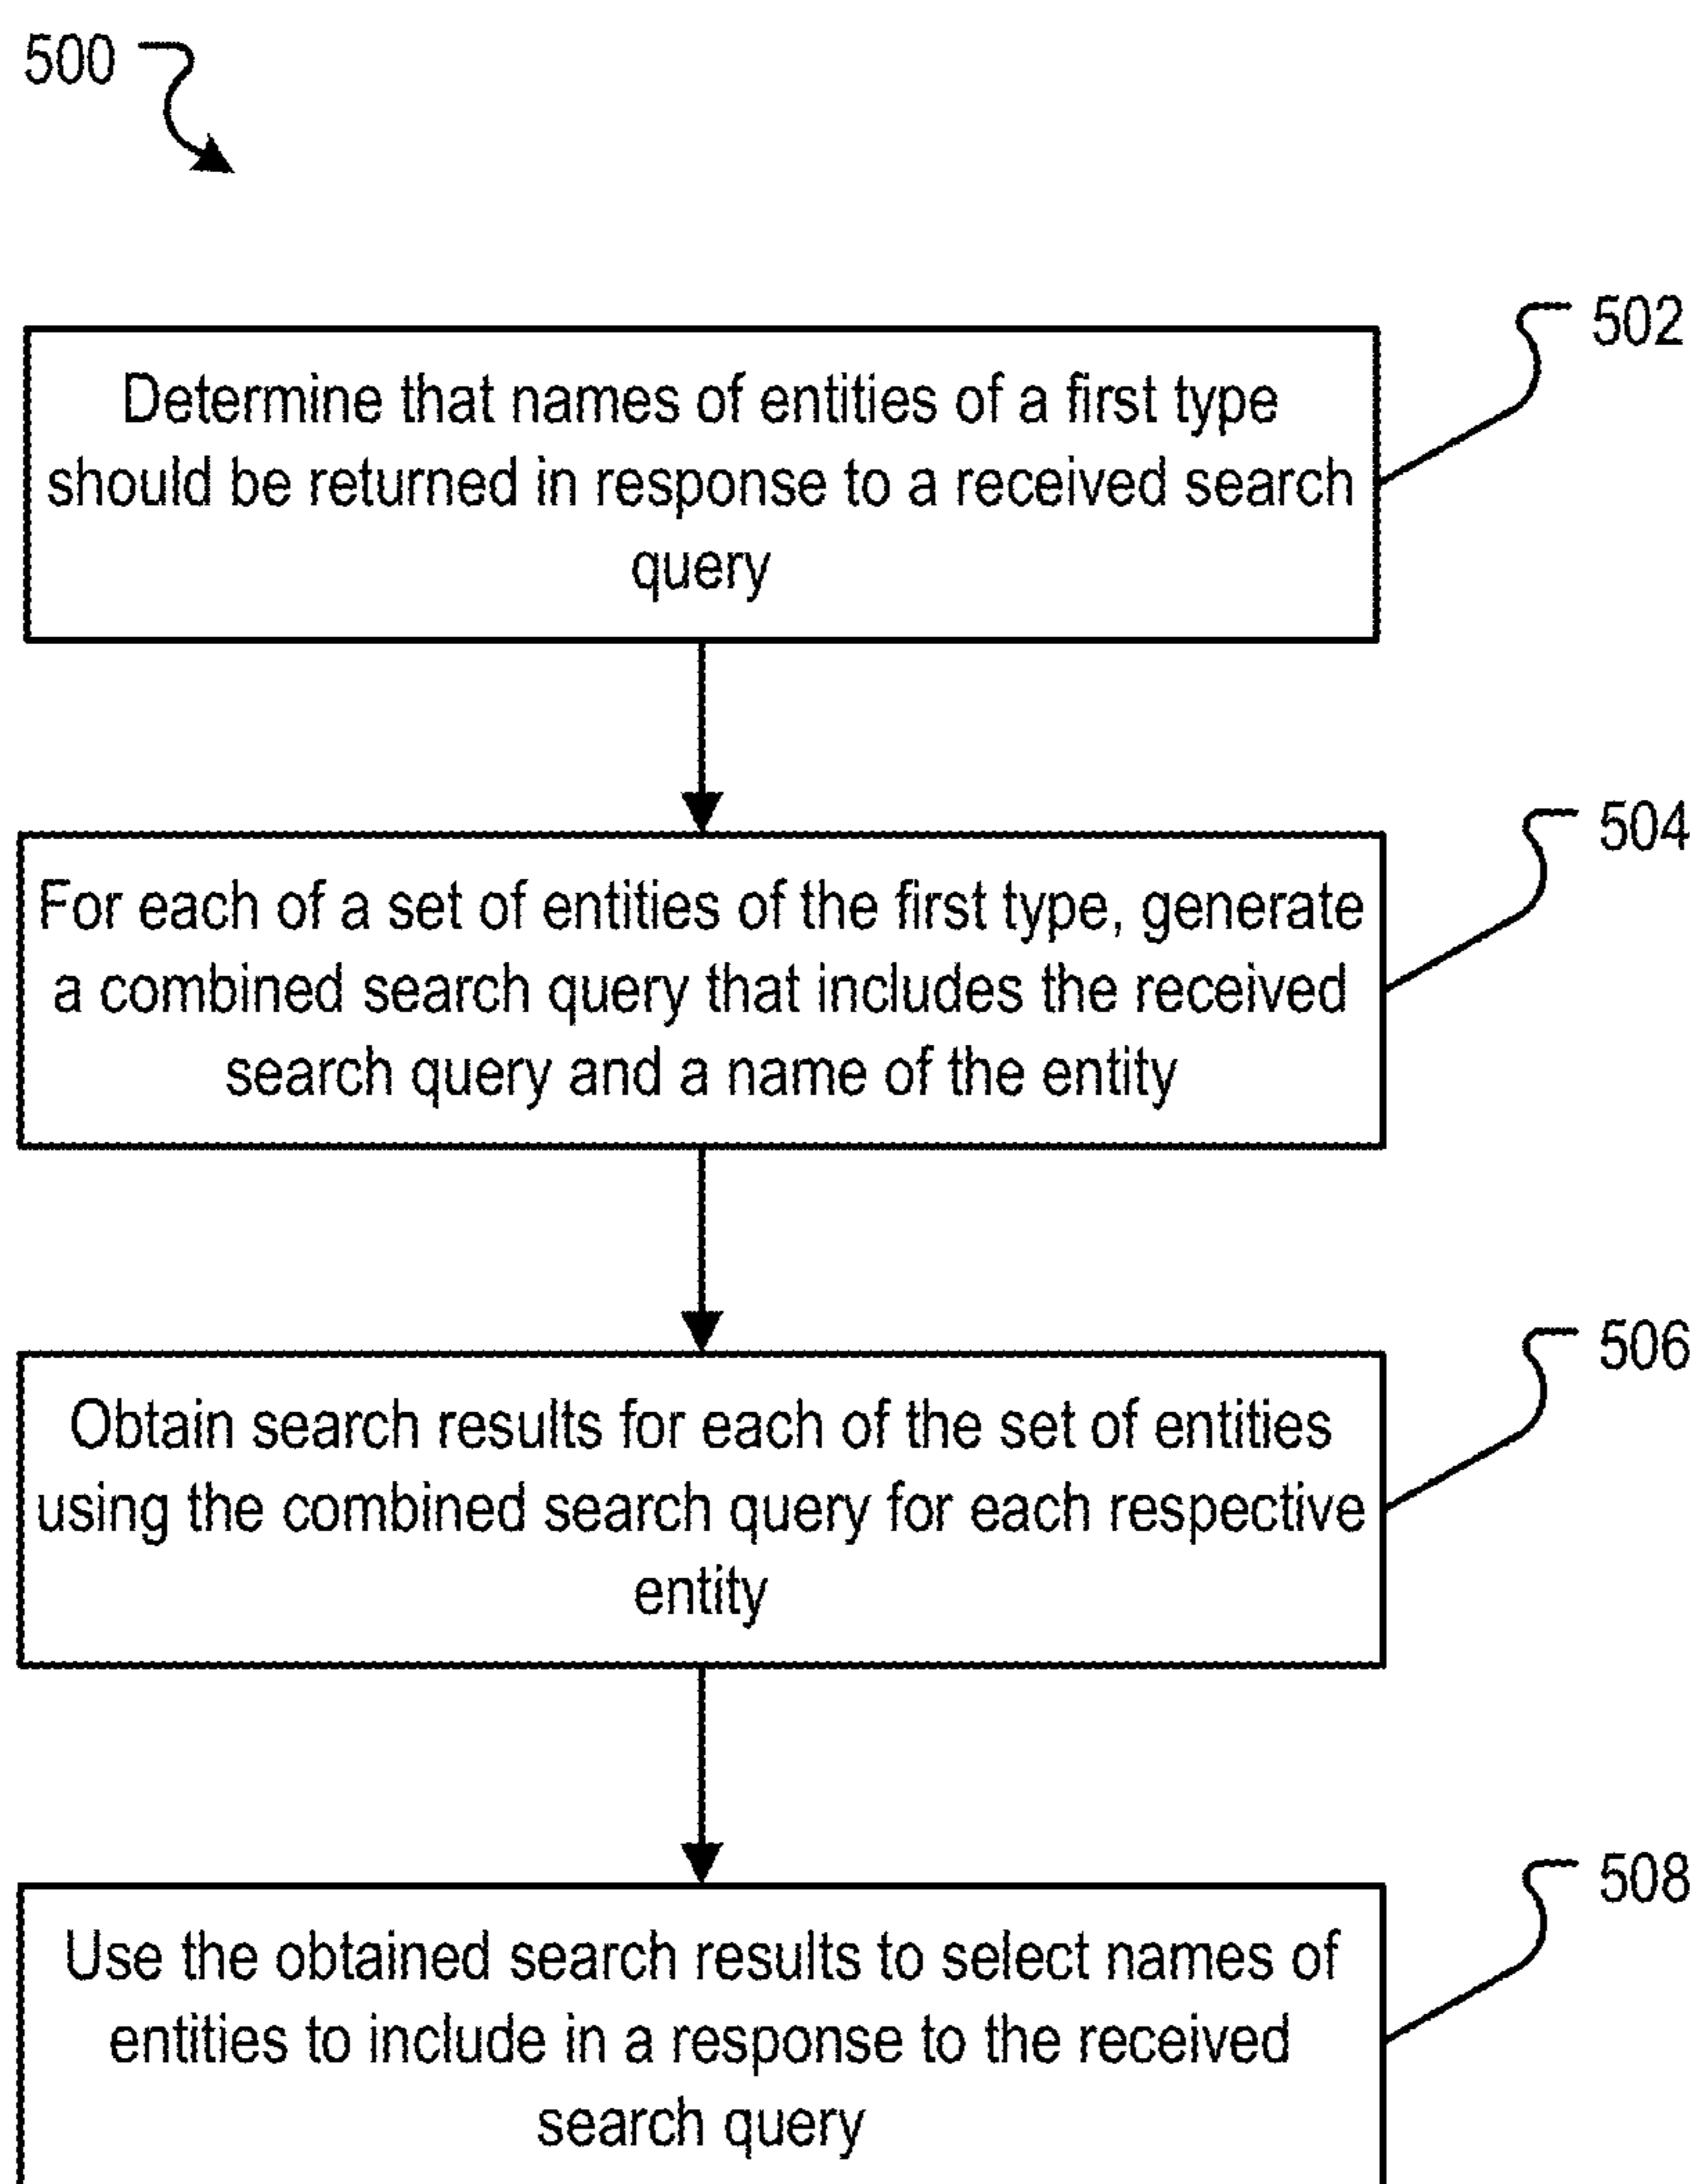 500
502
Determine that names of entities of a first type
should be returned in response to a received search
query
504
For each of a set of entities of the first type, generate
a combined search query that includes the received
search query and a name of the entity
506
Obtain search results for each of the set of entities
using the combined search query for each respective
entity
508
Use the obtained search results to select names of
entities to include in a response to the received
search query